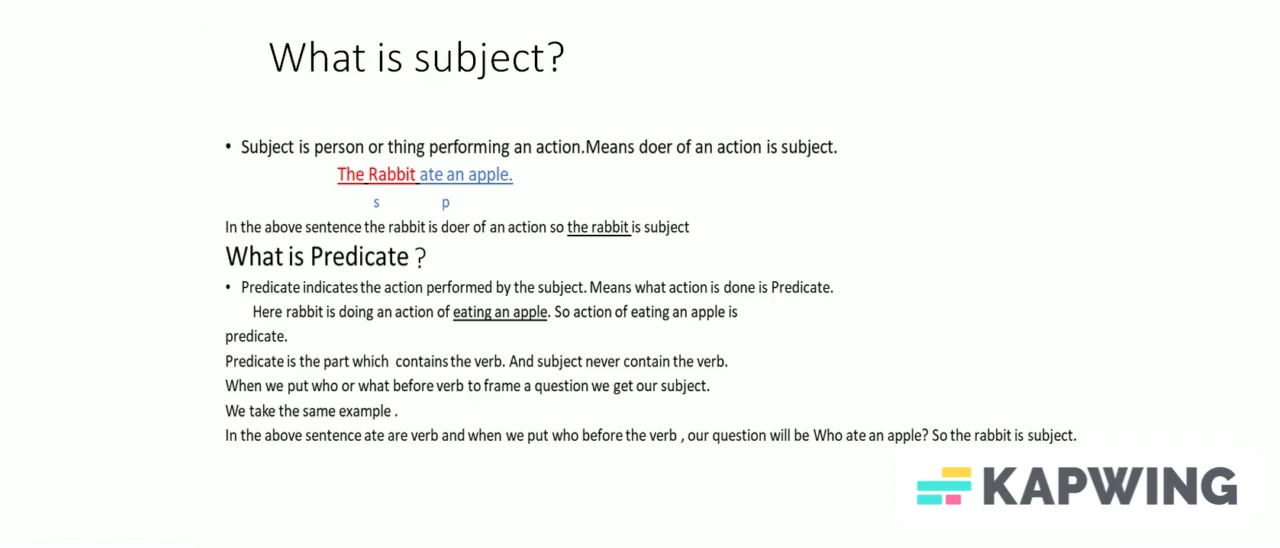 What is subject?
• Subject is person or thing performing an action.Means doer of an action is subject.
The Rabbit ate an apple.
s p
In the above sentence the rabbit is doer of an action so the rabbit is subject
What is Predicate ?
• Predicate indicates the action performed by the subject. Means what action is done is Predicate.
Here rabbit is doing an action of eating an apple. So action of eating an apple is
predicate.
Predicate is the part which contains the verb. And subject never contain the verb.
When we put who or what before verb to frame a question we get our subject.
We take the same example .
In the above sentence ate are verb and when we put who before the verb , our question will be Who ate an apple? So the rabbit is subject.
KAPWING